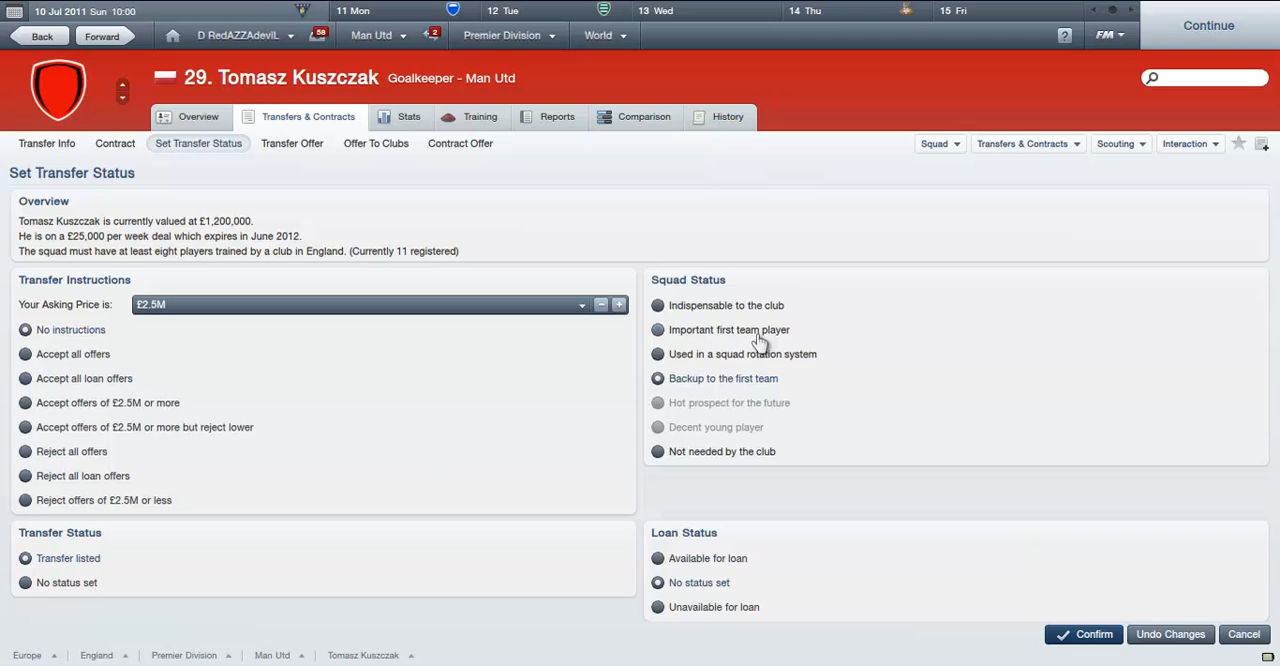 10 Jul 2011 Sun 10:00
11 Mon
12 Tue
13 Wed
14 Thu
15 Fri
Continue
Back
Forward
D RedAZZAdeviL
58
Man Utd
2
Premier Division
World
?
FM
29. Tomasz Kuszczak
Goalkeeper - Man Utd
Overview
Transfers & Contracts
Stats
Training
Reports
Comparison
History
Transfer Info
Contract
Set Transfer Status
Transfer Offer
Offer To Clubs
Contract Offer
Squad
Transfers & Contracts
Scouting
Interaction
Set Transfer Status
Overview
Tomasz Kuszczak is currently valued at £1,200,000.
He is on a £25,000 per week deal which expires in June 2012.
The squad must have at least eight players trained by a club in England. (Currently 11 registered)
Transfer Instructions
Your Asking Price is:
£2.5M
No instructions
Accept all offers
Accept all loan offers
Accept offers of £2.5M or more
Accept offers of £2.5M or more but reject lower
Reject all offers
Reject all loan offers
Reject offers of £2.5M or less
Squad Status
Indispensable to the club
Important first team player
Used in a squad rotation system
Backup to the first team
Hot prospect for the future
Decent young player
Not needed by the club
Transfer Status
Transfer listed
No status set
Loan Status
Available for loan
No status set
Unavailable for loan
Confirm
Undo Changes
Cancel
Europe
England
Premier Division
Man Utd
Tomasz Kuszczak